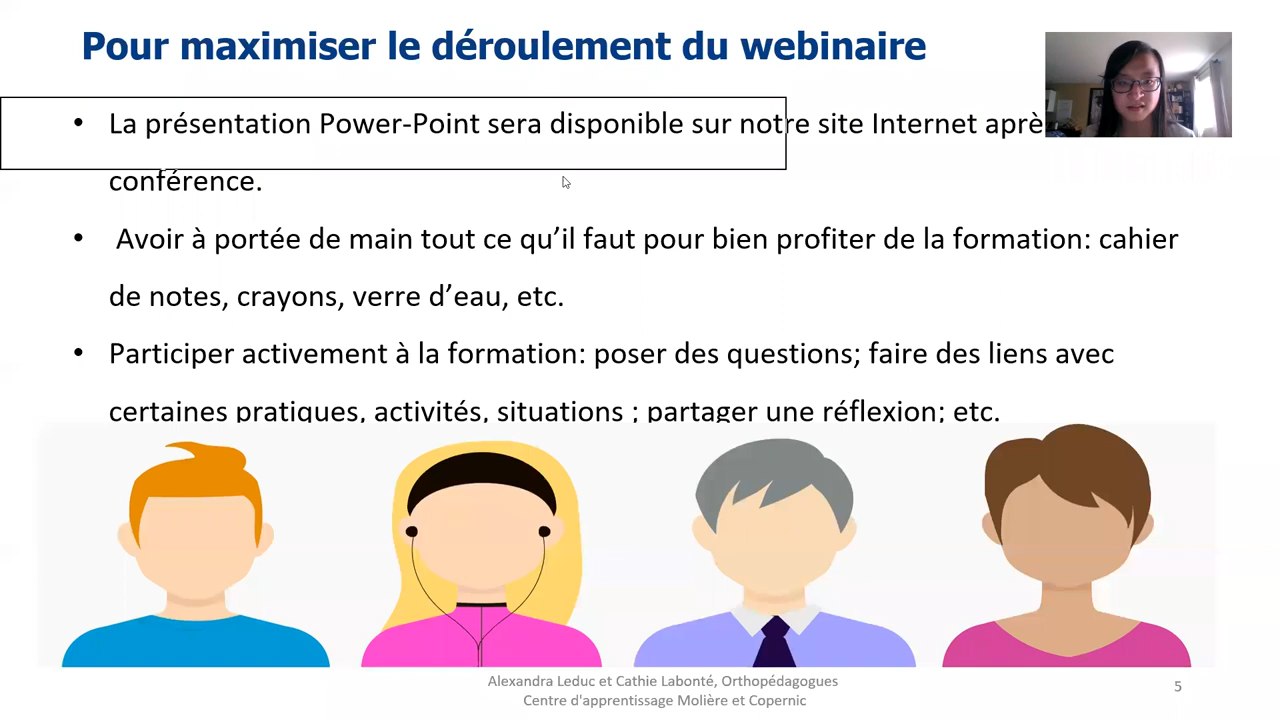 Pour maximiser le déroulement du webinaire
• La présentation Power-Point sera disponible sur notre site Internet aprè
conférence.
• Avoir à portée de main tout ce qu’il faut pour bien profiter de la formation: cahier
de notes, crayons, verre d’eau, etc.
• Participer activement à la formation: poser des questions; faire des liens avec
certaines pratiques, activités, situations ; partager une réflexion; etc.
Alexandra Leduc et Cathie Labonté, Orthopédagogues
Centre d'apprentissage Molière et Copernic
5